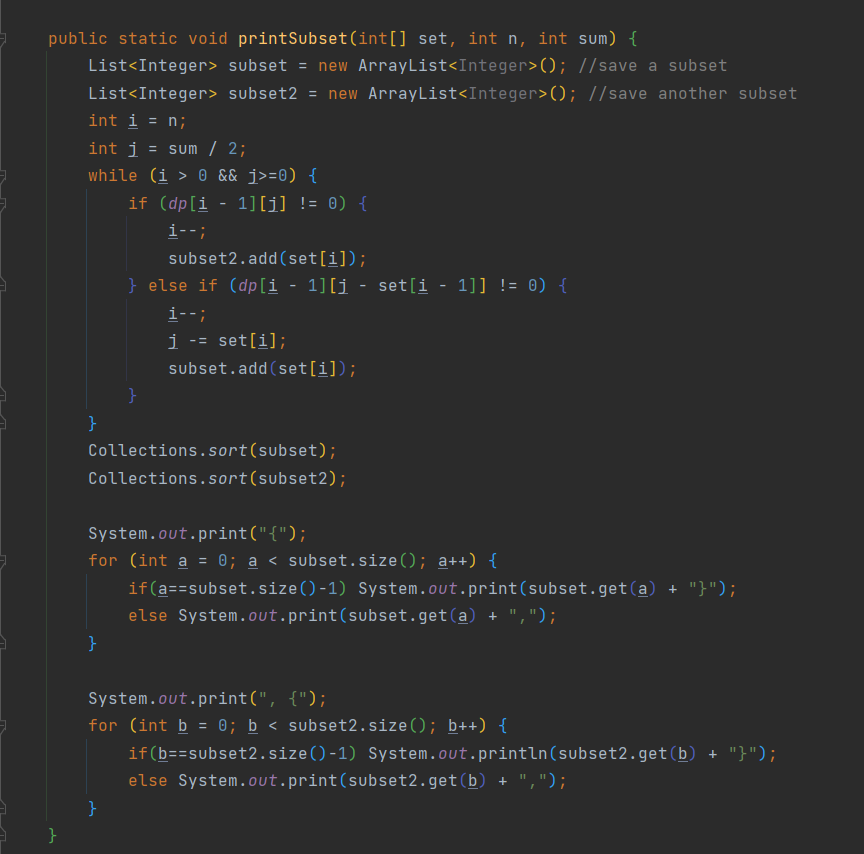 public static void printSubset(int[] set, int n, int sum) {
    List<Integer> subset = new ArrayList<Integer>(); //save a subset
    List<Integer> subset2 = new ArrayList<Integer>(); //save another subset
    int i = n;
    int j = sum / 2;
    while (i > 0 && j>=0) {
        if (dp[i - 1][j] != 0) {
            i--;
            subset2.add(set[i]);
        } else if (dp[i - 1][j - set[i - 1]] != 0) {
            i--;
            j -= set[i];
            subset.add(set[i]);
        }
    }
    Collections.sort(subset);
    Collections.sort(subset2);

    System.out.print("{");
    for (int a = 0; a < subset.size(); a++) {
        if(a==subset.size()-1) System.out.print(subset.get(a) + "}");
        else System.out.print(subset.get(a) + ",");
    }

    System.out.print(", {");
    for (int b = 0; b < subset2.size(); b++) {
        if(b==subset2.size()-1) System.out.println(subset2.get(b) + "}");
        else System.out.print(subset2.get(b) + ",");
    }
}